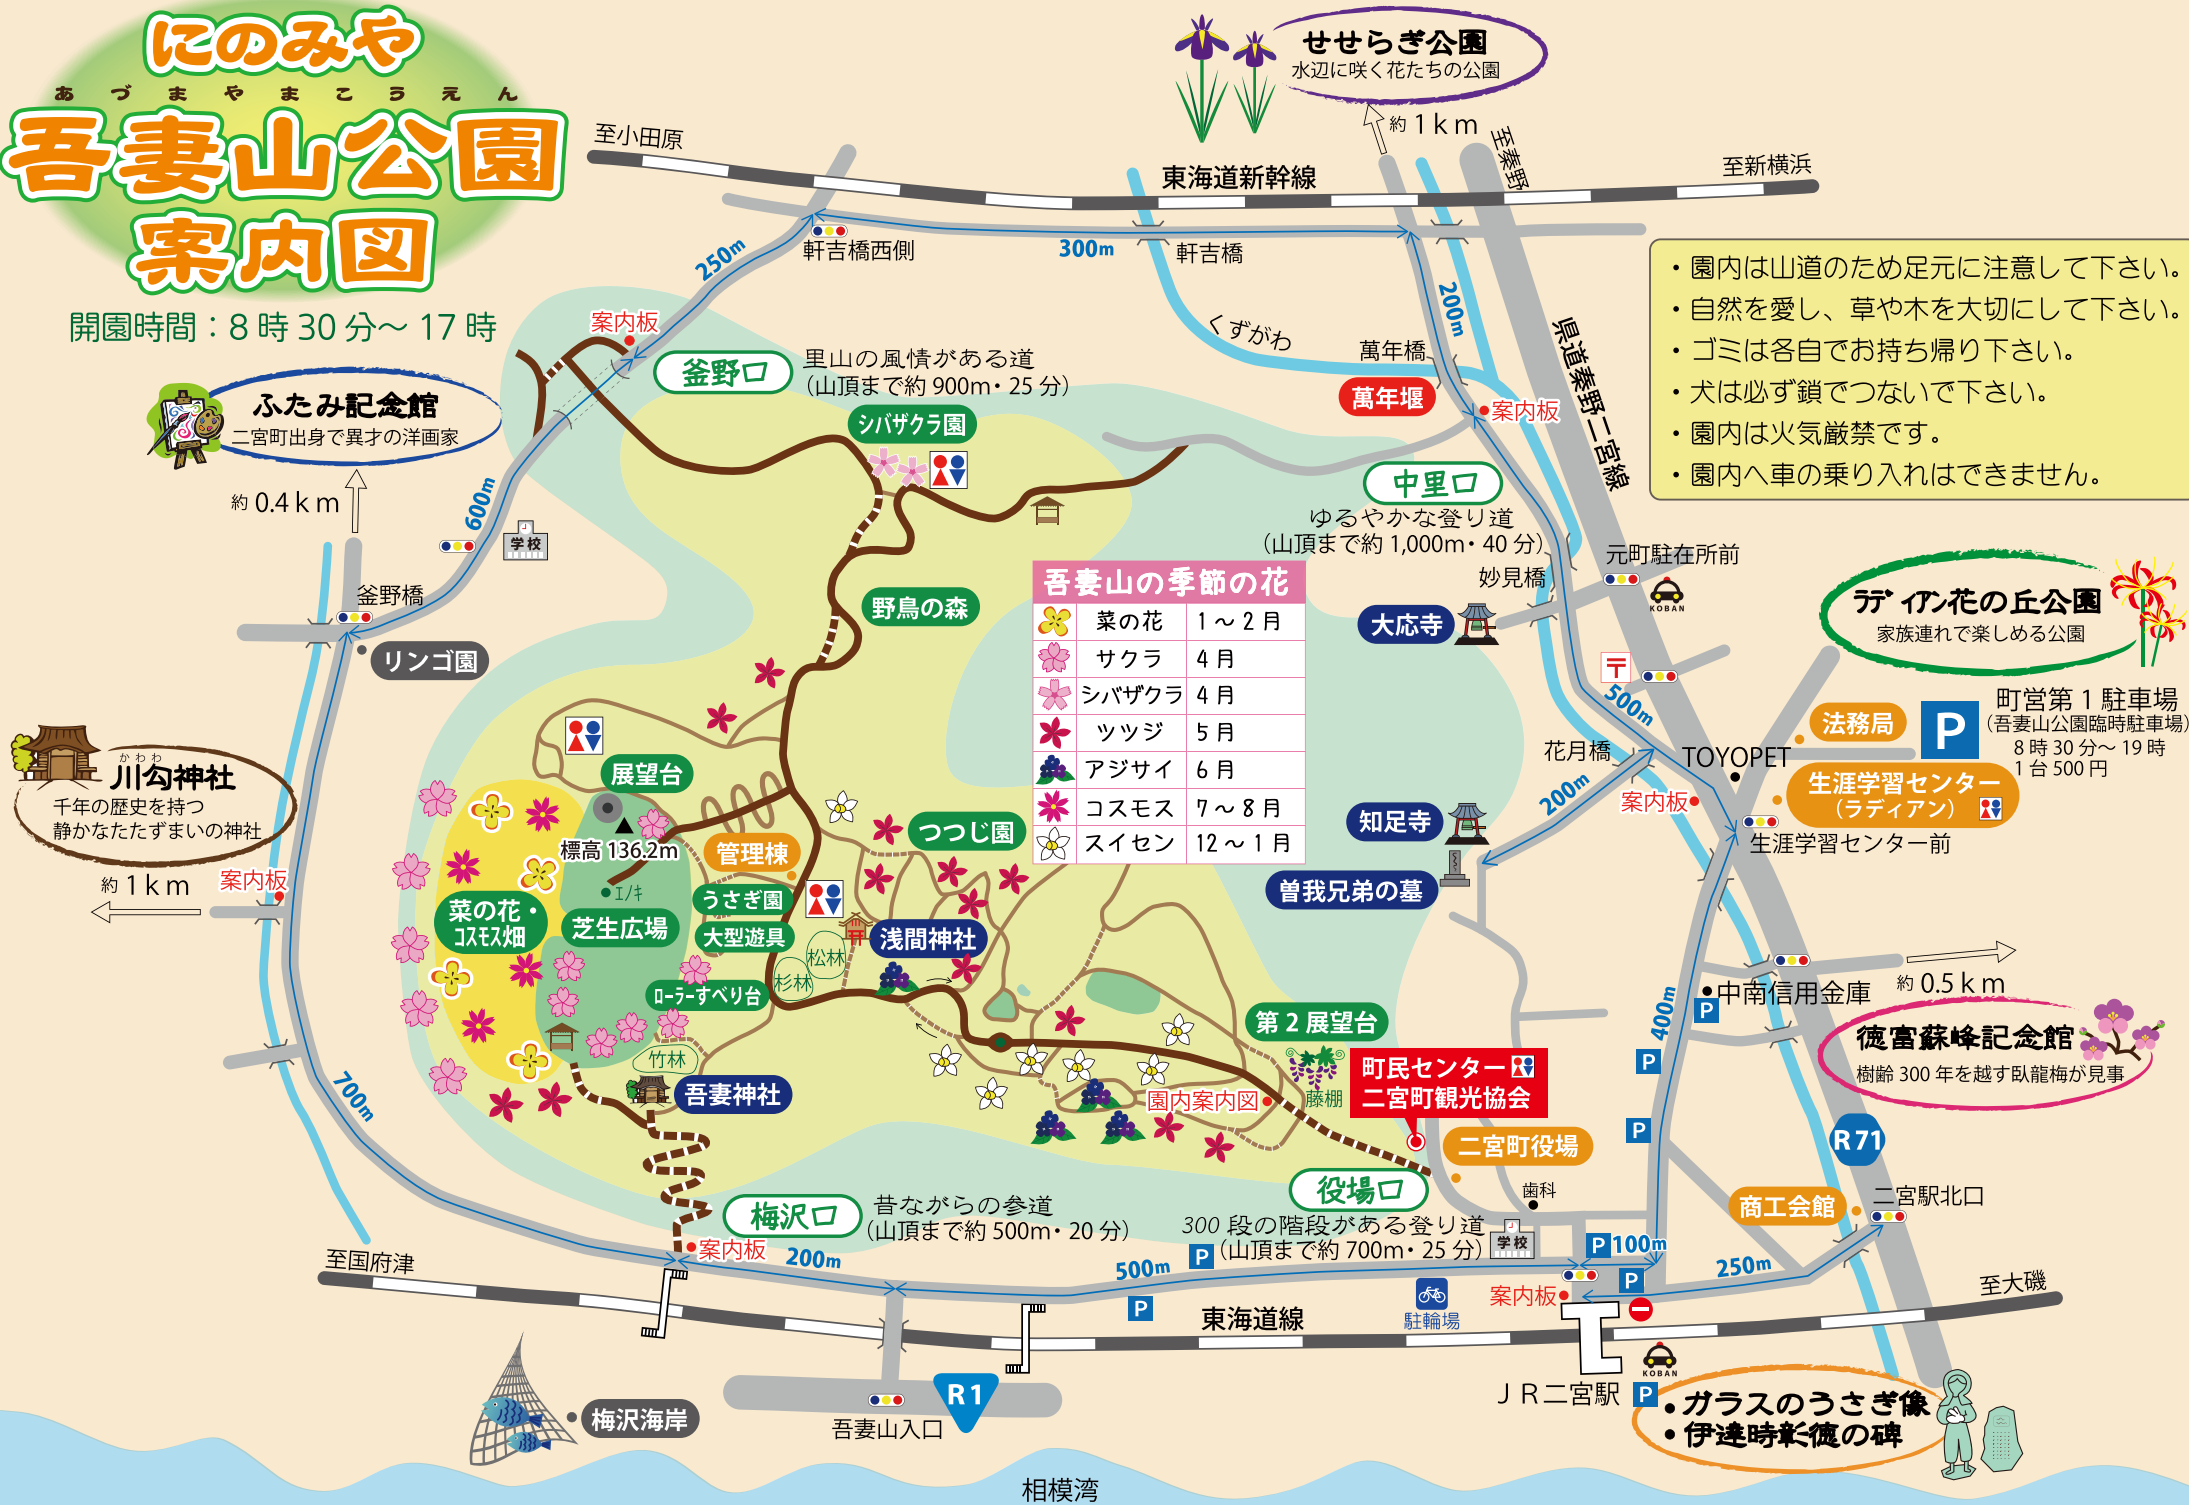 にのみや
あづまやまこうえん
吾妻山公園
案内図
開園時間：8時30分～17時
せせらぎ公園
水辺に咲く花たちの公園
約1km
至小田原
東海道新幹線
至秦野
至新横浜
・園内は山道のため足元に注意して下さい。
・自然を愛し、草や木を大切にして下さい。
・ゴミは各自でお持ち帰り下さい。
・犬は必ず鎖でつないで下さい。
・園内は火気厳禁です。
・園内へ車の乗り入れはできません。
250m
軒吉橋西側
300m
軒吉橋
200m
くずがわ
県道秦野二宮線
案内板
釜野口
里山の風情がある道
（山頂まで約900m・25分）
萬年橋
萬年堰
案内板
ふたみ記念館
二宮町出身で異才の洋画家
約0.4km
シバザクラ園
中里口
ゆるやかな登り道
（山頂まで約1,000m・40分）
600m
学校
釜野橋
リンゴ園
野鳥の森
吾妻山の季節の花
菜の花 1～2月
サクラ 4月
シバザクラ 4月
ツツジ 5月
アジサイ 6月
コスモス 7～8月
スイセン 12～1月
妙見橋
元町駐在所前
KOBAN
大応寺
〒
500m
ラディアン花の丘公園
家族連れで楽しめる公園
法務局
P
町営第1駐車場
（吾妻山公園臨時駐車場）
8時30分～19時
1台500円
花月橋
TOYOPET
200m
案内板
生涯学習センター
（ラディアン）
生涯学習センター前
知足寺
曽我兄弟の墓
かわわ
川勾神社
千年の歴史を持つ
静かなたたずまいの神社
約1km
案内板
展望台
標高136.2m
エノキ
管理棟
つつじ園
菜の花・
コスモス畑
芝生広場
うさぎ園
大型遊具
松林
杉林
浅間神社
ローラーすべり台
竹林
吾妻神社
第2展望台
藤棚
園内案内図
町民センター
二宮町観光協会
二宮町役場
役場口
300段の階段がある登り道
（山頂まで約700m・25分）
歯科
学校
400m
中南信用金庫
P
P
P
約0.5km
徳富蘇峰記念館
樹齢300年を越す臥龍梅が見事
R71
商工会館
二宮駅北口
700m
梅沢口
昔ながらの参道
（山頂まで約500m・20分）
案内板
200m
500m
P
P
P
100m
P
250m
至国府津
東海道線
駐輪場
案内板
至大磯
JR二宮駅
KOBAN
P
・ガラスのうさぎ像
・伊達時彰徳の碑
梅沢海岸
吾妻山入口
R1
相模湾